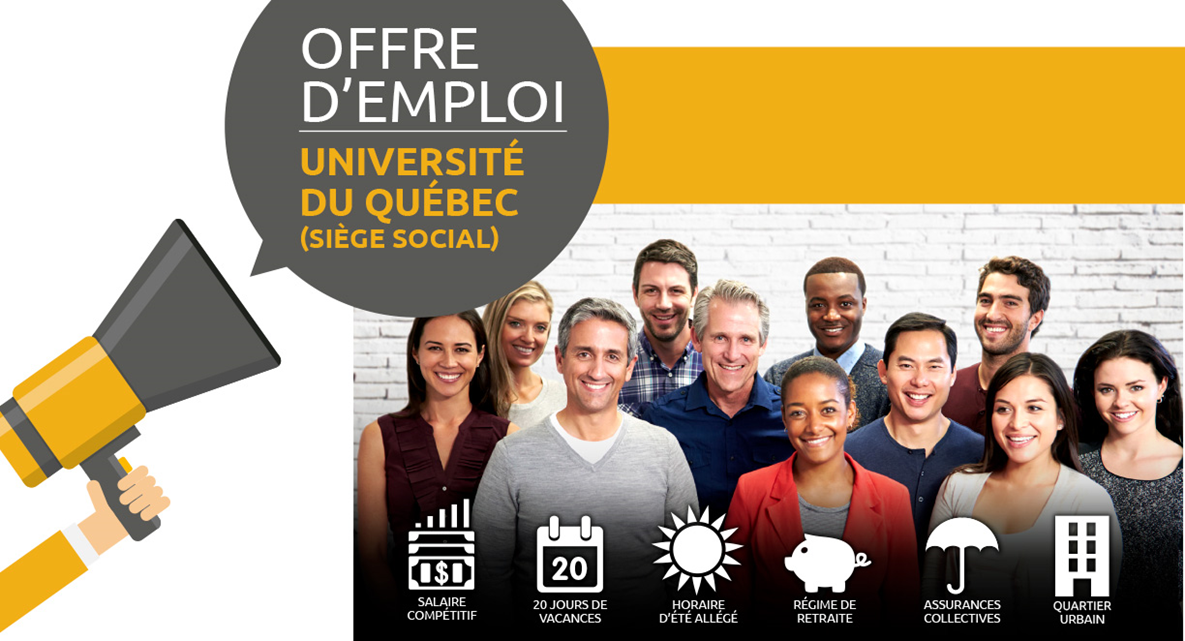 OFFRE
D'EMPLOI
UNIVERSITÉ
DU QUÉBEC
(SIÈGE SOCIAL)
$
SALAIRE
COMPÉTITIF
20
20 JOURS DE
VACANCES
HORAIRE
D'ÉTÉ ALLÉGÉ
RÉGIME DE
RETRAITE
ASSURANCES
COLLECTIVES
QUARTIER
URBAIN